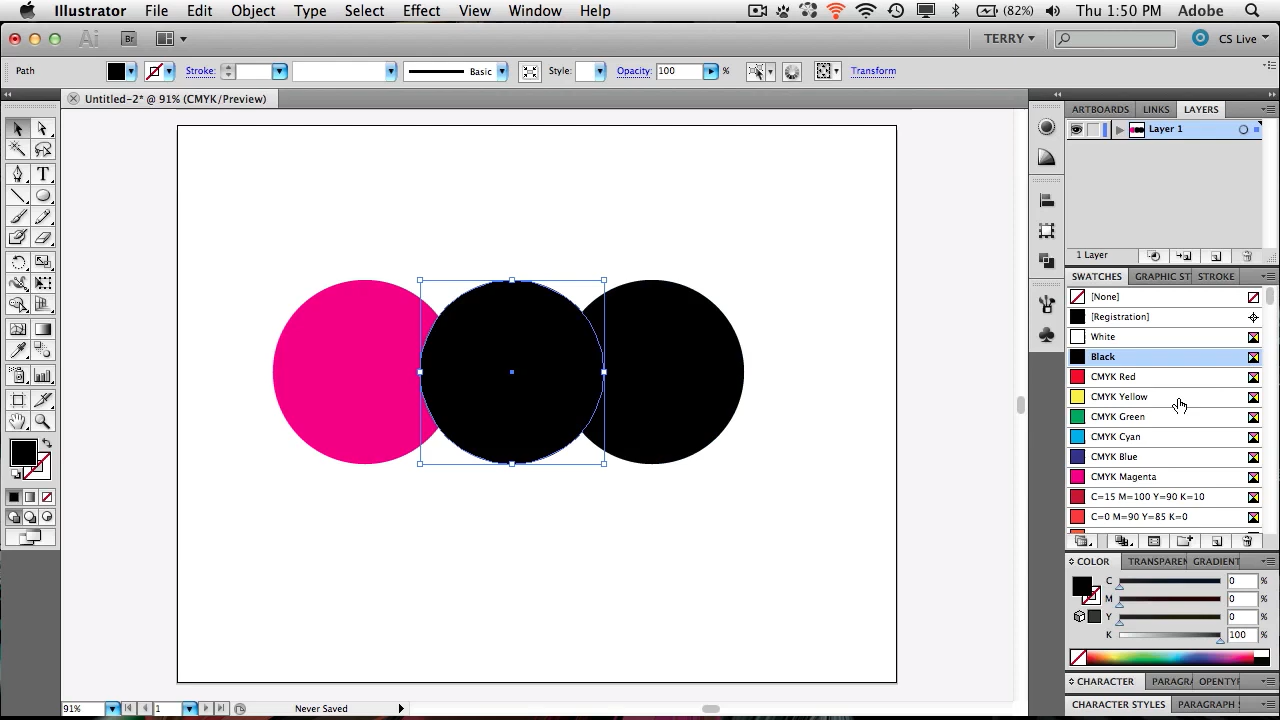 Illustrator File Edit Object Type Select Effect View Window Help (82%) Thu 1:50 PM Adobe
Ai Br TERRY CS Live
Path Stroke: Basic Style: Opacity: 100 % Transform
Untitled-2* @ 91% (CMYK/Preview)
ARTBOARDS LINKS LAYERS
Layer 1
1 Layer
SWATCHES GRAPHIC ST STROKE
[None]
[Registration]
White
Black
CMYK Red
CMYK Yellow
CMYK Green
CMYK Cyan
CMYK Blue
CMYK Magenta
C=15 M=100 Y=90 K=10
C=0 M=90 Y=85 K=0
COLOR TRANSPAREN GRADIENT
C 0 %
M 0 %
Y 0 %
K 100 %
CHARACTER PARAGRA OPENTYP
CHARACTER STYLES PARAGRAPH
91% 1 Never Saved